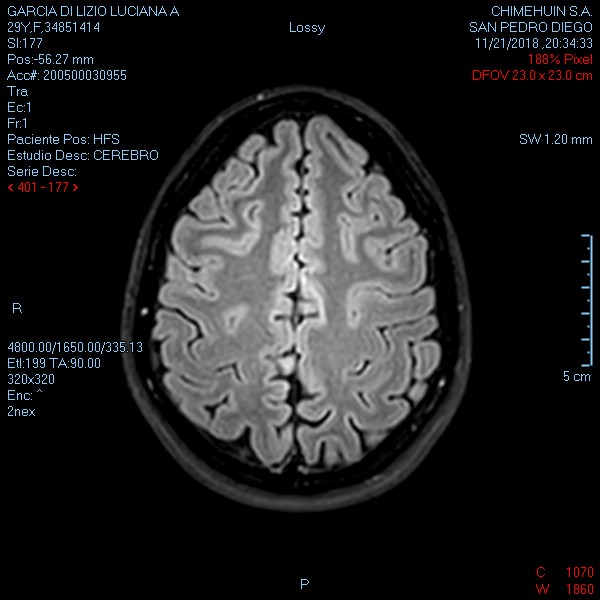 GARCIA DI LIZIO LUCIANA A
29Y,F,34851414
Sl:177
Pos:-56.27 mm
Acc#: 200500030955
Tra
Ec:1
Fr:1
Paciente Pos: HFS
Estudio Desc: CEREBRO
Serie Desc:
< 401 - 177 >
Lossy
CHIMEHUIN S.A.
SAN PEDRO DIEGO
11/21/2018 ,20:34:33
188% Pixel
DFOV 23.0 x 23.0 cm
SW 1.20 mm
R
4800.00/1650.00/335.13
Etl:199 TA:90.00
320x320
Enc: ^
2nex
5 cm
P
C 1070
W 1860